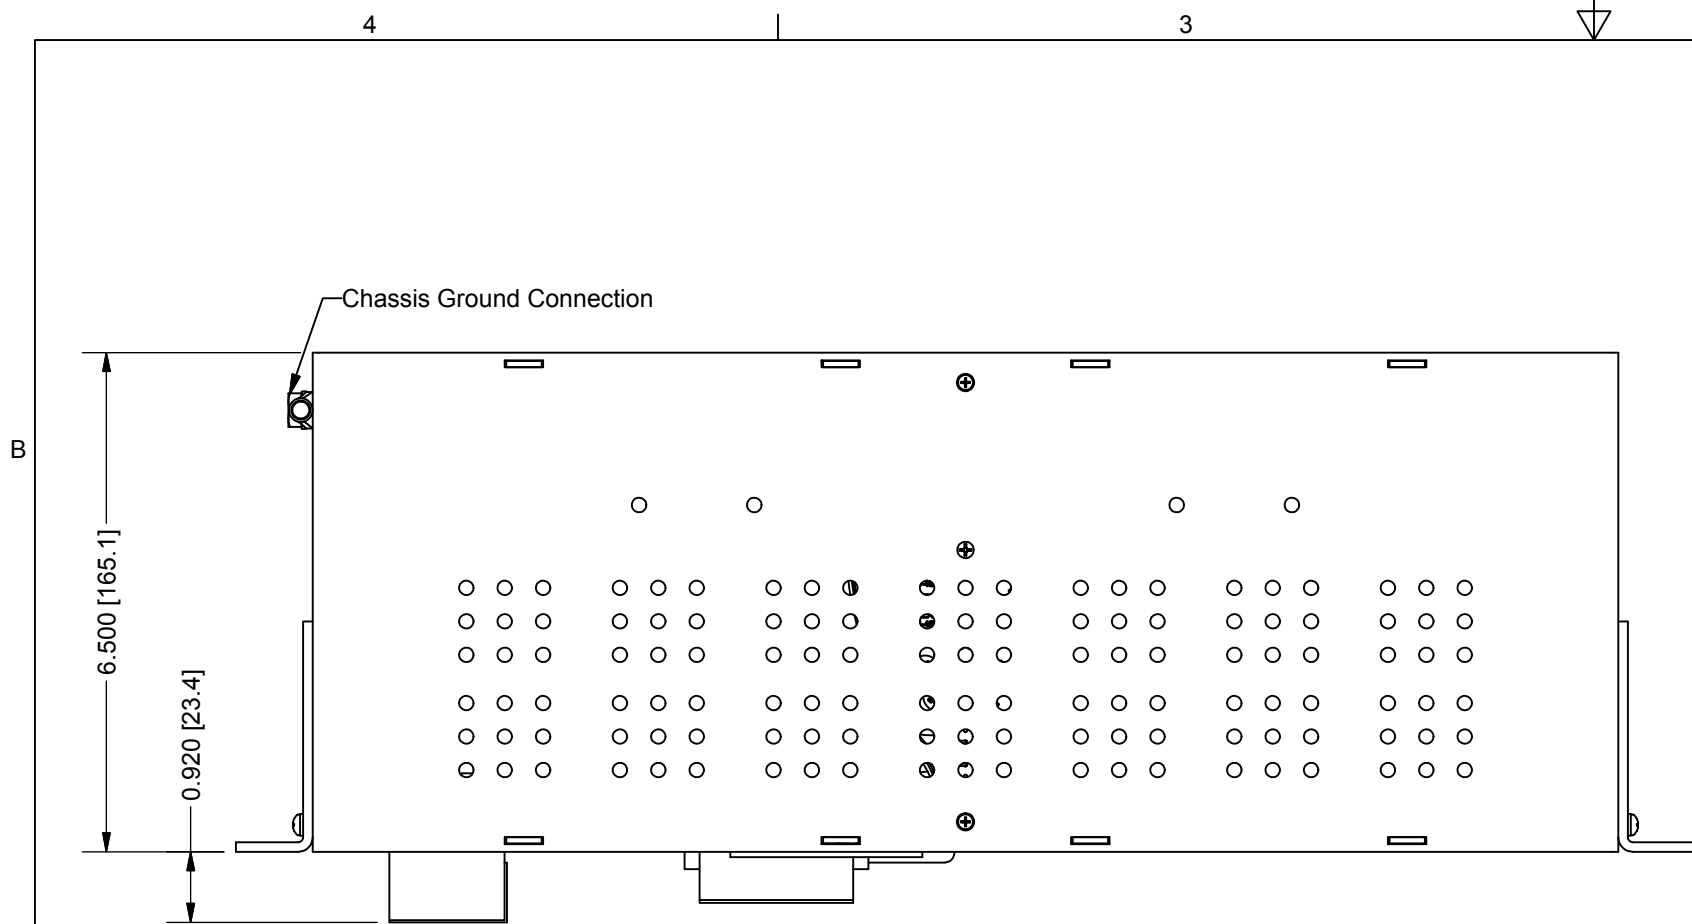 4
3
Chassis Ground Connection
B
6.500 [165.1]
0.920 [23.4]